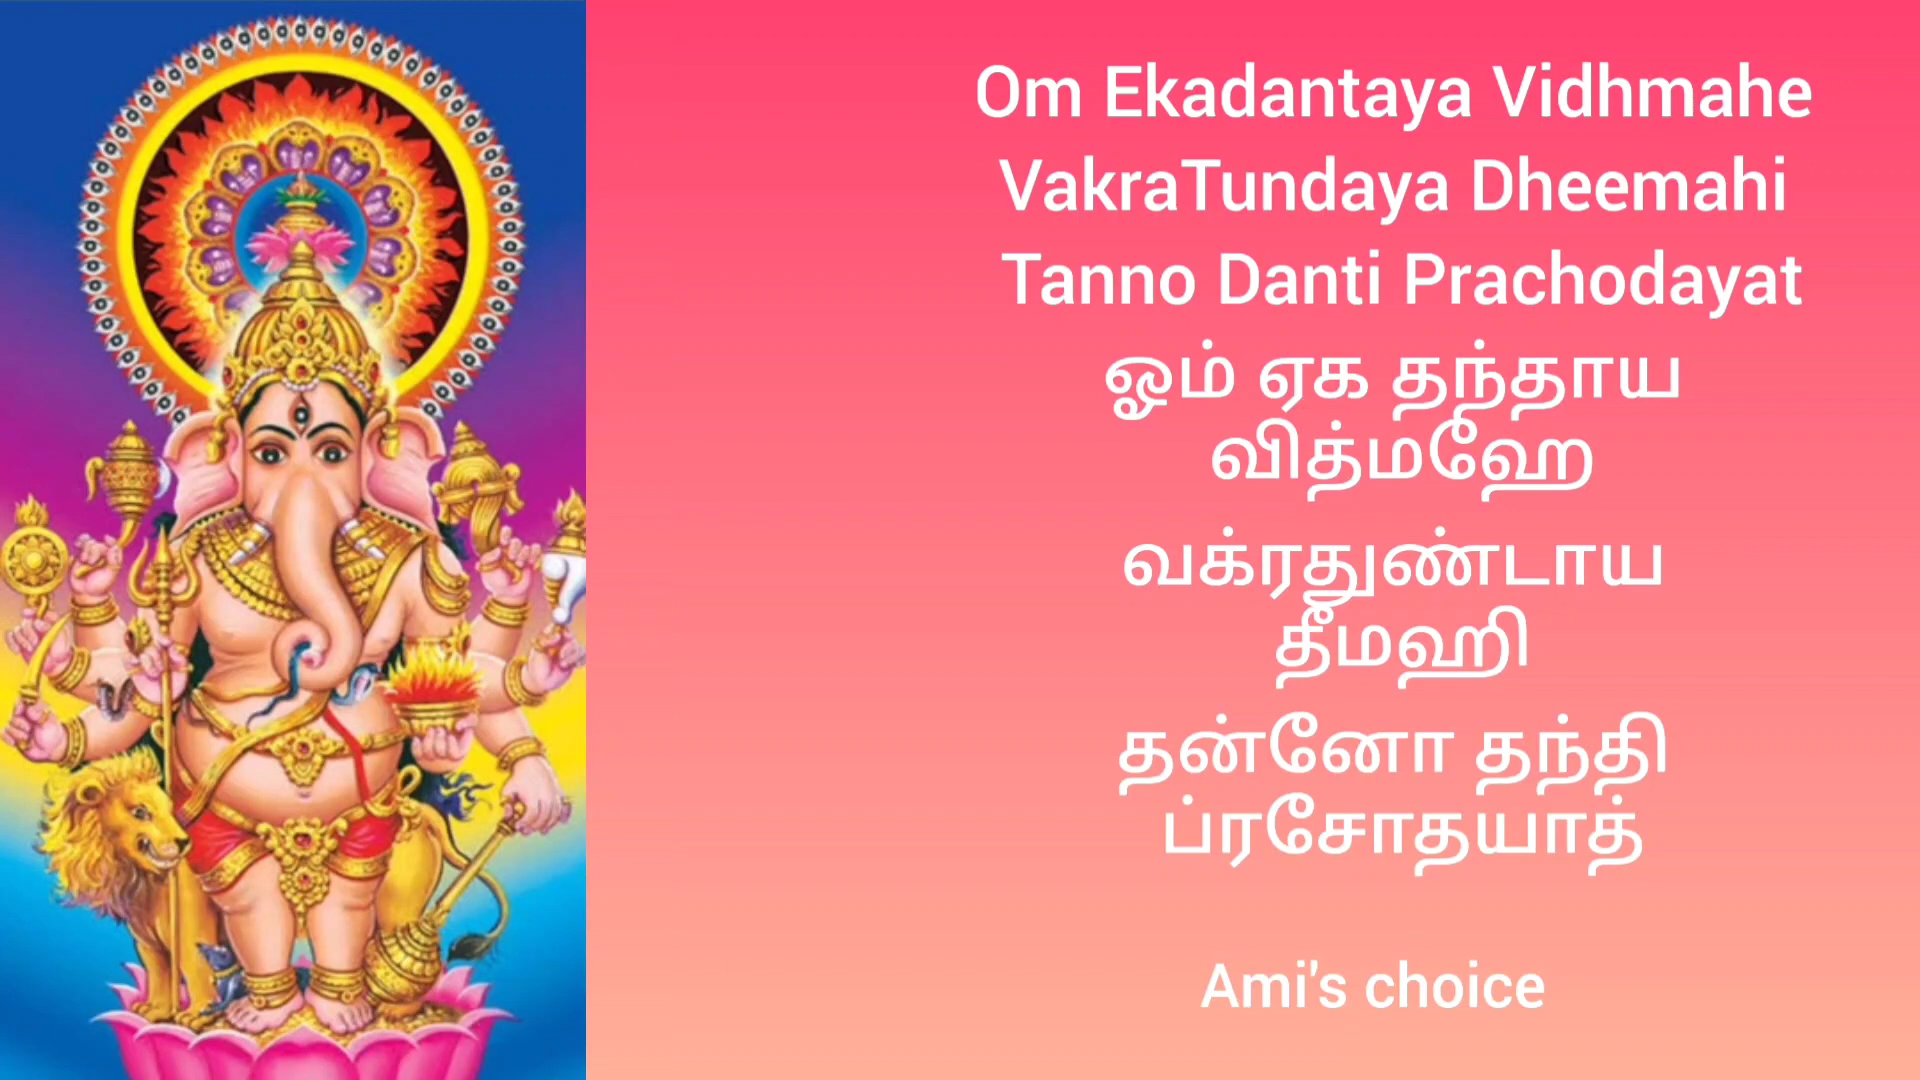 Om Ekadantaya Vidhmahe
VakraTundaya Dheemahi
Tanno Danti Prachodayat
ஓம் ஏக தந்தாய
வித்மஹே
வக்ரதுண்டாய
தீமஹி
தன்னோ தந்தி
ப்ரசோதயாத்
Ami's choice